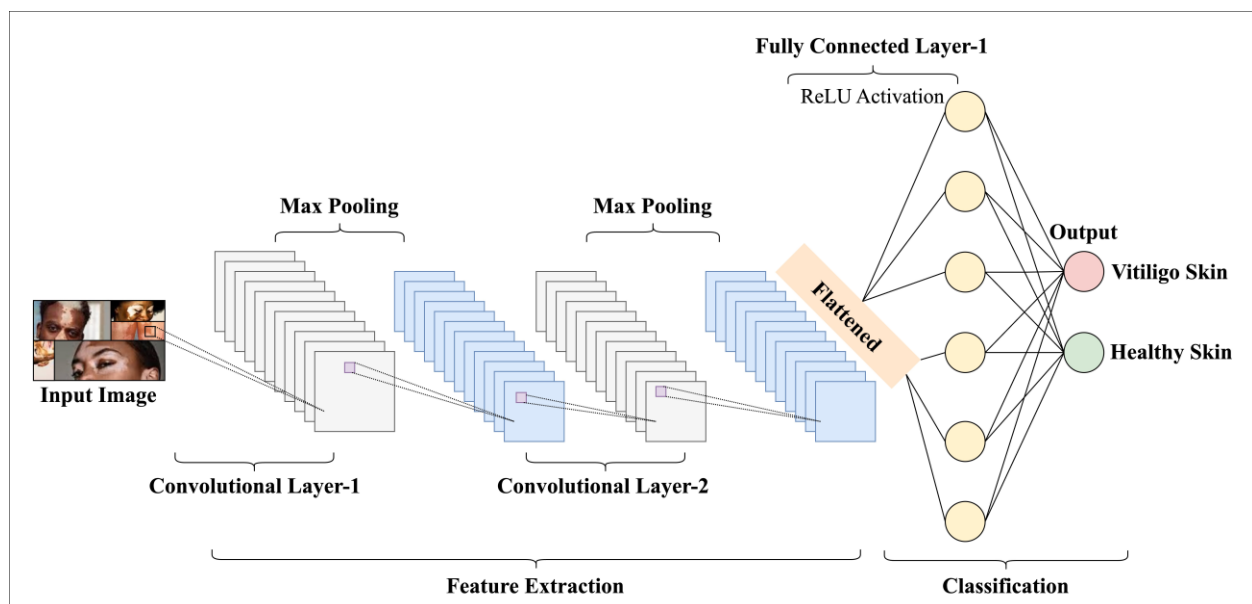 Fully Connected Layer-1
ReLU Activation
Max Pooling
Max Pooling
Output
Vitiligo Skin
Flattened
Healthy Skin
Input Image
Convolutional Layer-1
Convolutional Layer-2
Feature Extraction
Classification